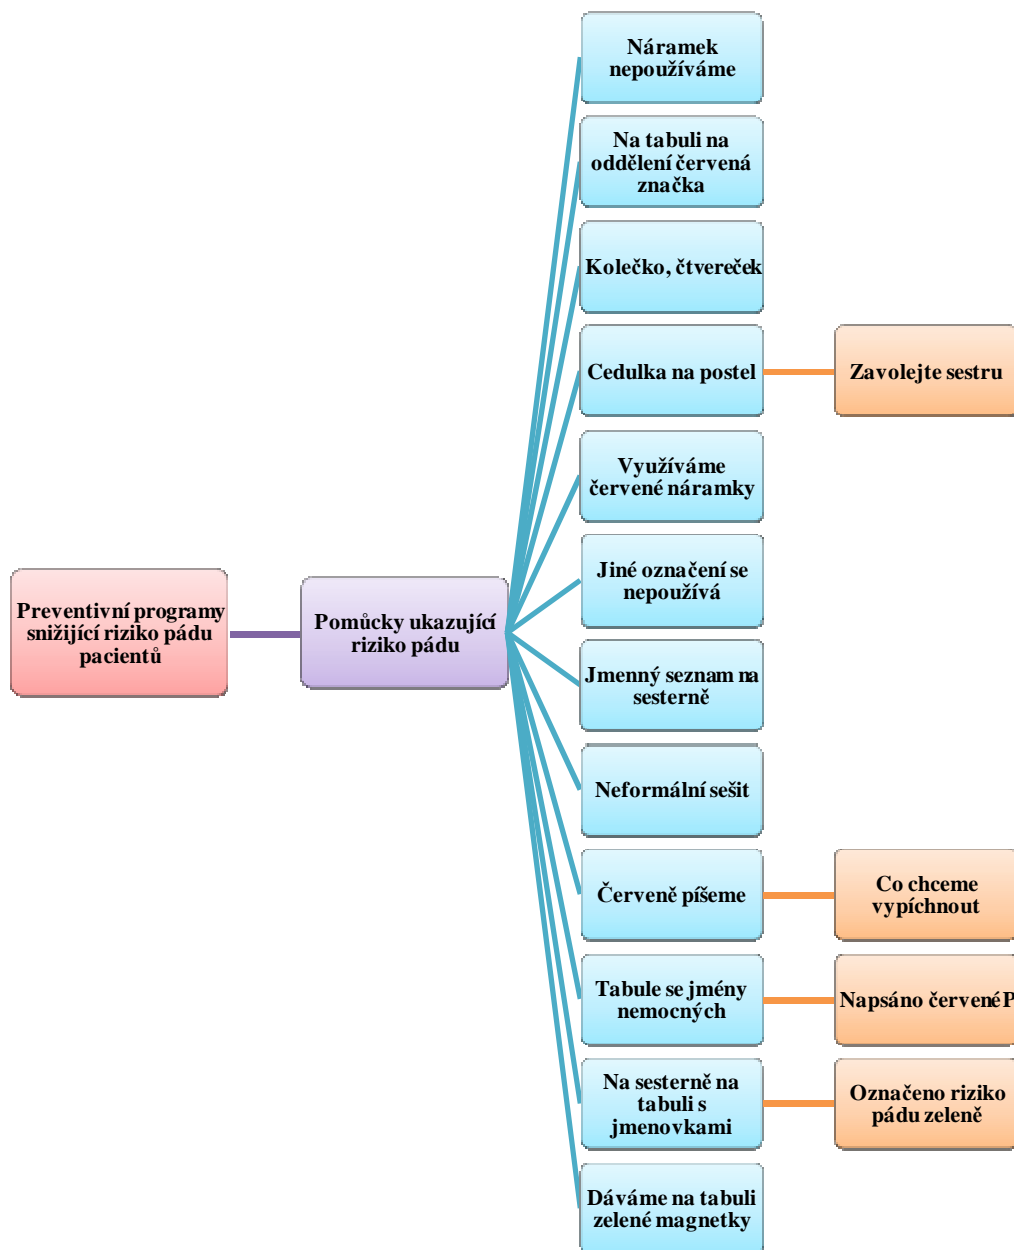 Náramek
nepoužíváme
Na tabuli na
oddělení červená
značka
Kolečko, čtvereček
Cedulka na postel
Zavolejte sestru
Využíváme
červené náramky
Jiné označení se
nepoužívá
Preventivní programy
snižijící riziko pádu
pacientů
Pomůcky ukazující
riziko pádu
Jmenný seznam na
sesterně
Neformální sešit
Červeně píšeme
Co chceme
vypíchnout
Tabule se jmény
nemocných
Napsáno červené P
Na sesterně na
tabuli s
jmenovkami
Označeno riziko
pádu zeleně
Dáváme na tabuli
zelené magnetky